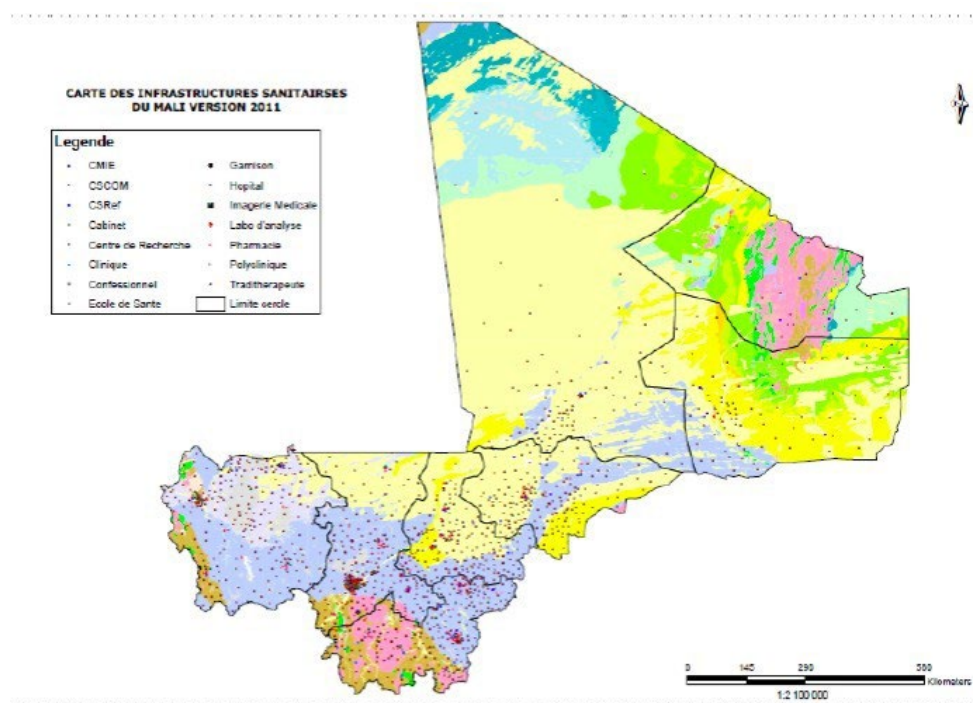 CARTE DES INFRASTRUCTURES SANITAIRSES
DU MALI VERSION 2011
Legende
CMIE
CSCOM
CSRef
Cabinet
Centre de Recherche
Clinique
Confessionnel
Ecole de Sante
Garnison
Hopital
Imagerie Medicale
Labo d'analyse
Pharmacie
Polyclinique
Traditherapeute
Limite cercle
0 145 290 580
Kilometers
1:2 100 000